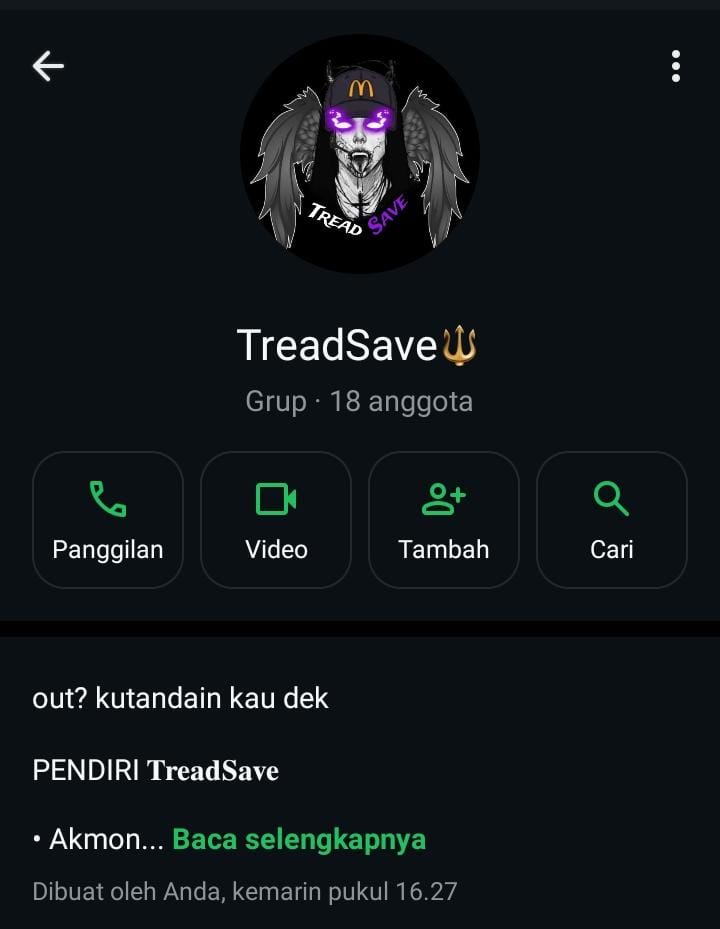 TREAD SAVE
TreadSave🔱
Grup · 18 anggota
Panggilan
Video
Tambah
Cari
out? kutandain kau dek
PENDIRI 𝐓𝐫𝐞𝐚𝐝𝐒𝐚𝐯𝐞
• Akmon... Baca selengkapnya
Dibuat oleh Anda, kemarin pukul 16.27